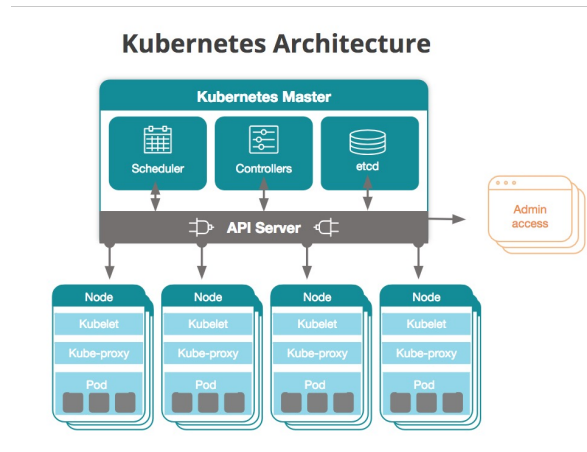 Kubernetes Architecture
Kubernetes Master
Scheduler
Controllers
etcd
API Server
Admin
access
Node
Kubelet
Kube-proxy
Pod
Node
Kubelet
Kube-proxy
Pod
Node
Kubelet
Kube-proxy
Pod
Node
Kubelet
Kube-proxy
Pod